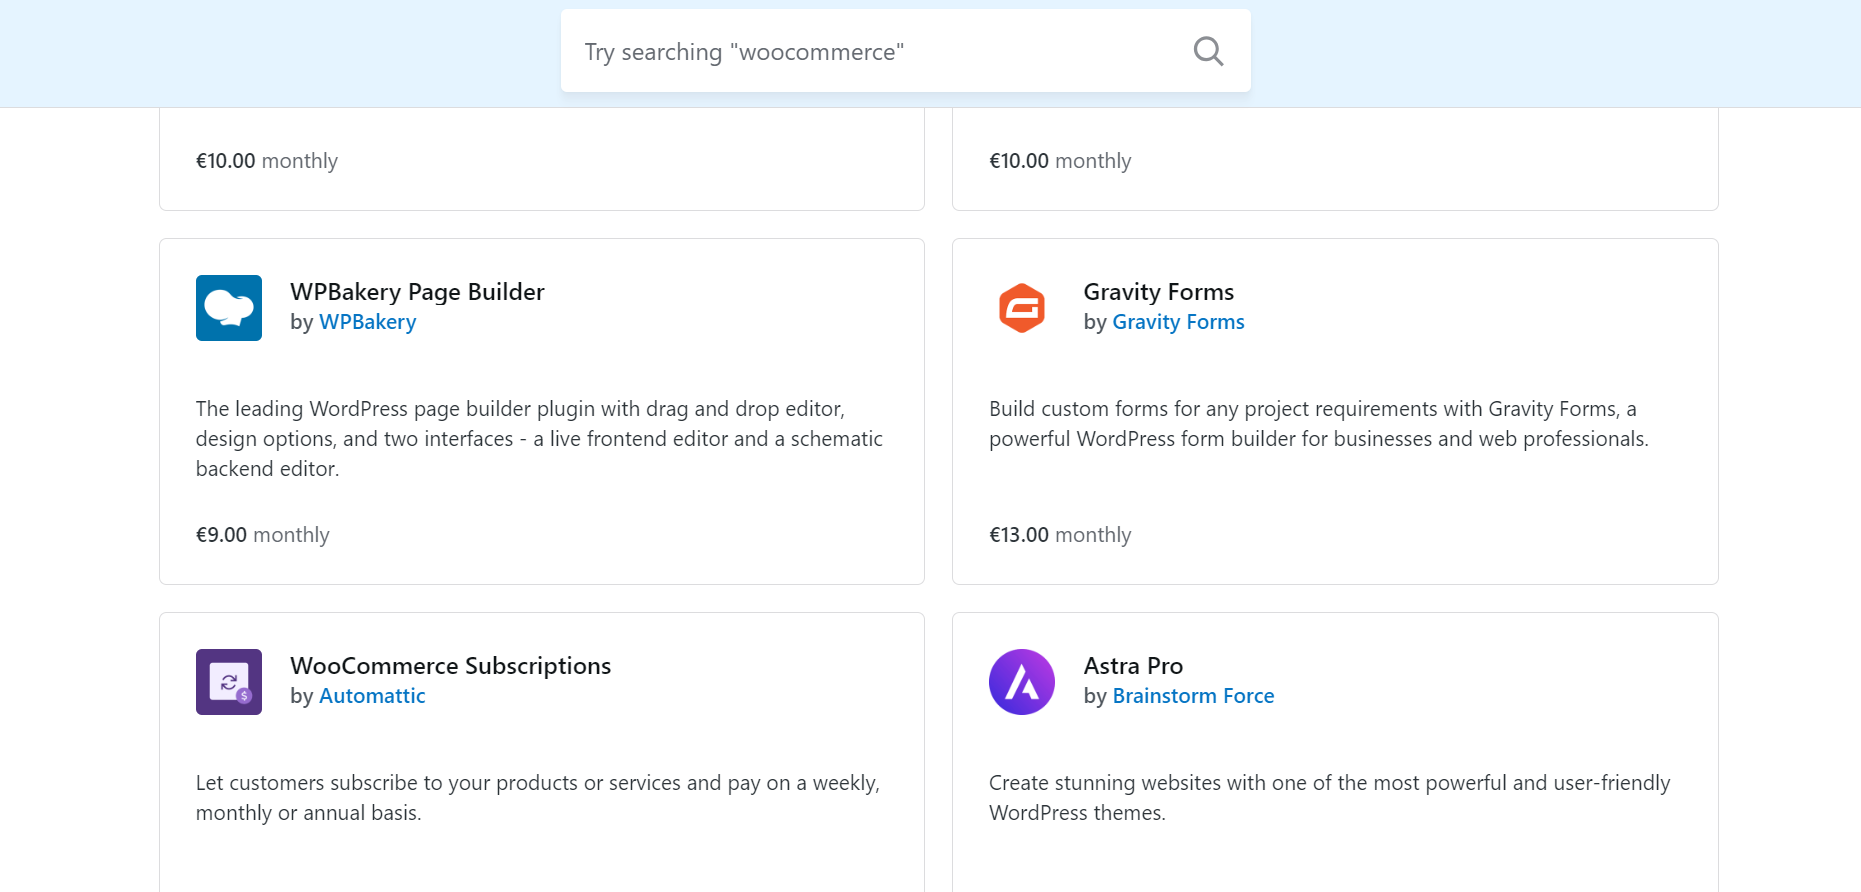 Try searching "woocommerce"
€10.00 monthly
€10.00 monthly
WPBakery Page Builder
by WPBakery
The leading WordPress page builder plugin with drag and drop editor,
design options, and two interfaces - a live frontend editor and a schematic
backend editor.
€9.00 monthly
Gravity Forms
by Gravity Forms
Build custom forms for any project requirements with Gravity Forms, a
powerful WordPress form builder for businesses and web professionals.
€13.00 monthly
WooCommerce Subscriptions
by Automattic
Let customers subscribe to your products or services and pay on a weekly,
monthly or annual basis.
Astra Pro
by Brainstorm Force
Create stunning websites with one of the most powerful and user-friendly
WordPress themes.